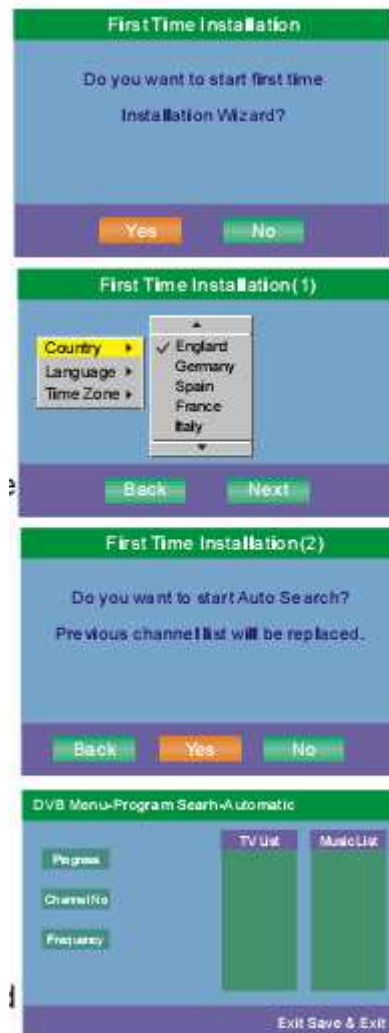 First Time Installation
Do you want to start first time
Installation Wizard?
Yes No
First Time Installation(1)
Country
Language
Time Zone
England
Germany
Spain
France
Italy
Back Next
e
First Time Installation(2)
Do you want to start Auto Search?
Previous channel list will be replaced.
Back Yes No
DVB Menu-Program Searh-Automatic
TV List Music List
Progress
Channel No
Frequency
d
Exit Save & Exit